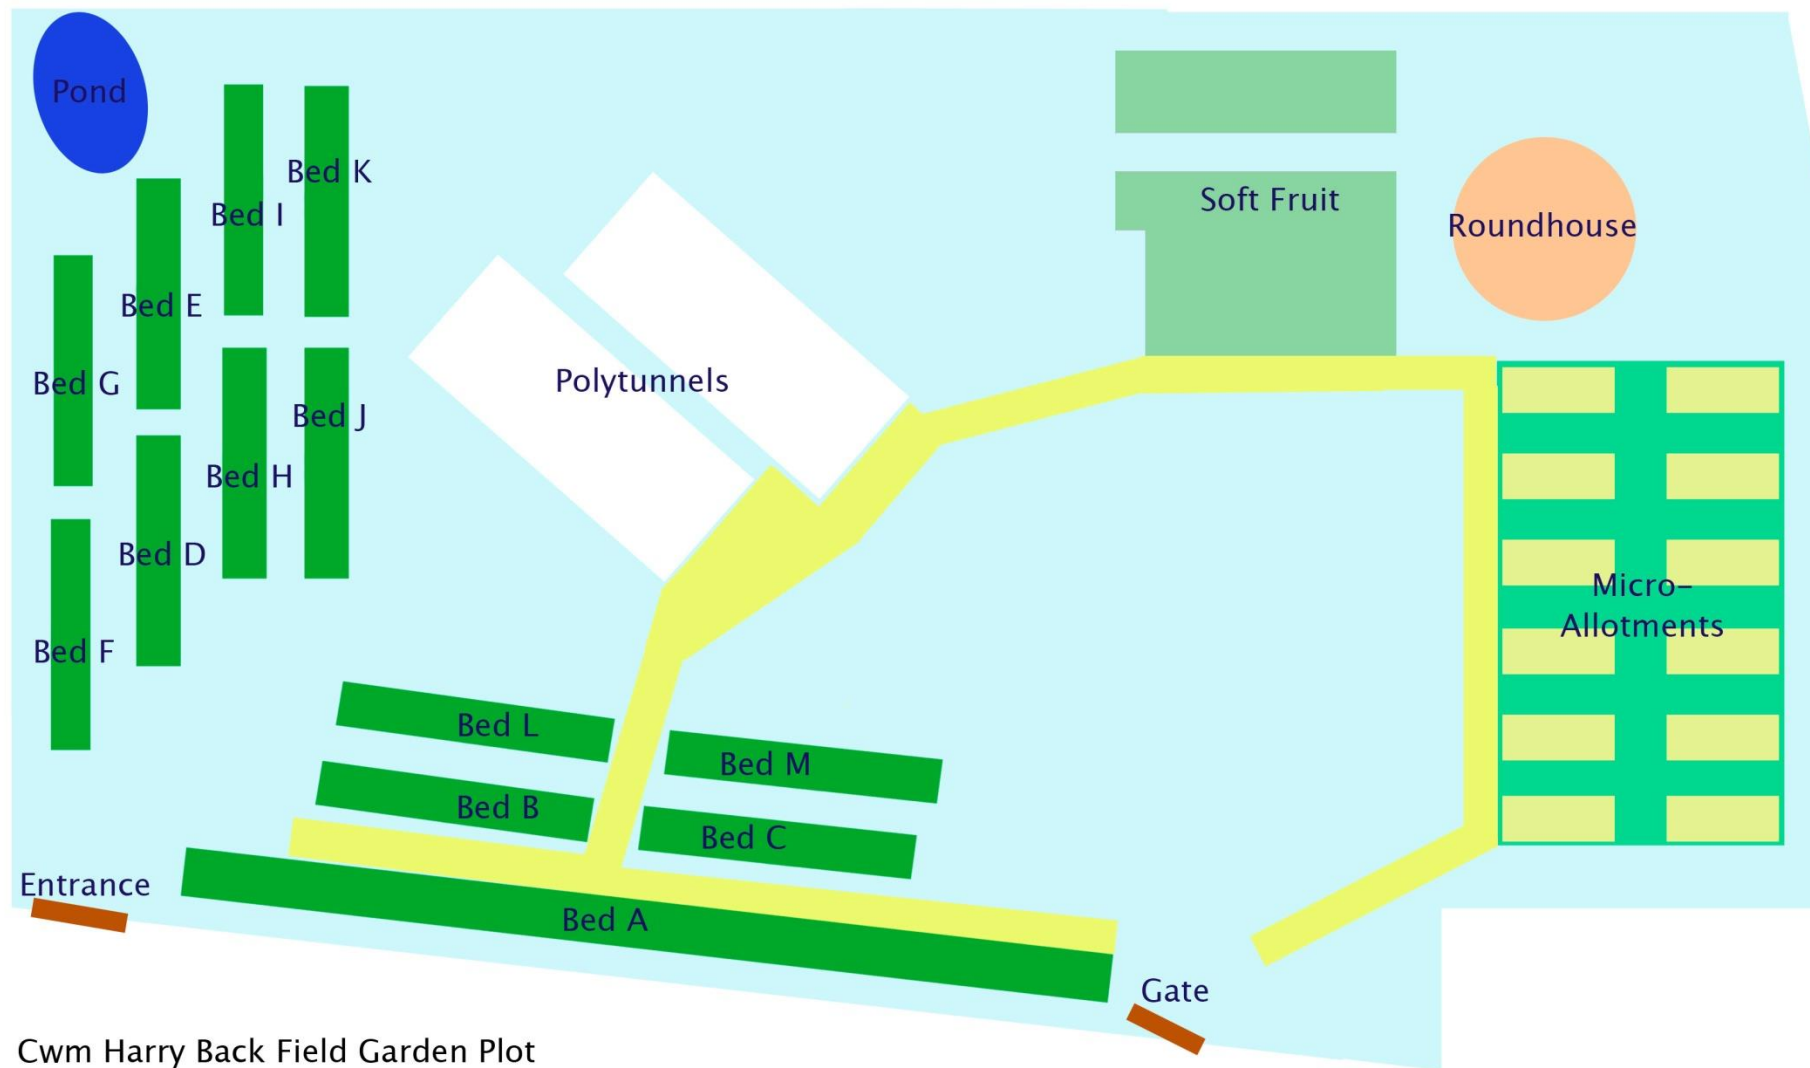 Pond
Bed K
Soft Fruit
Bed I
Roundhouse
Bed E
Bed G
Polytunnels
Bed J
Bed H
Bed D
Micro-
Allotments
Bed F
Bed L
Bed M
Bed B
Bed C
Entrance
Bed A
Gate
Cwm Harry Back Field Garden Plot